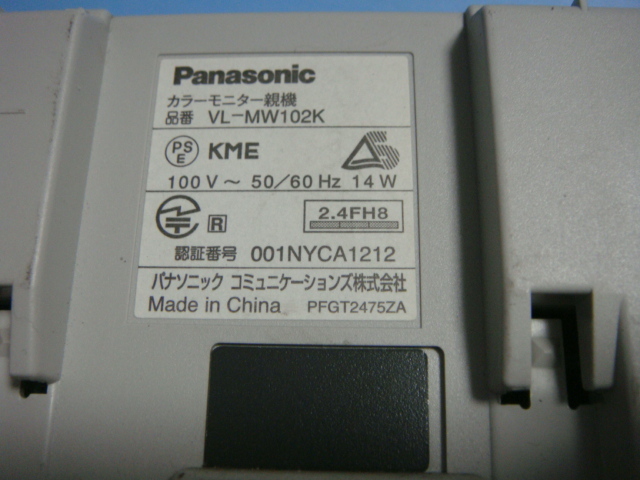 Panasonic
カラーモニター親機
品番 VL-MW102K
PS E KME S
100 V ～ 50/60 Hz 14 W
R 2.4FH8
認証番号 001NYCA1212
パナソニック コミュニケーションズ株式会社
Made in China PFGT2475ZA